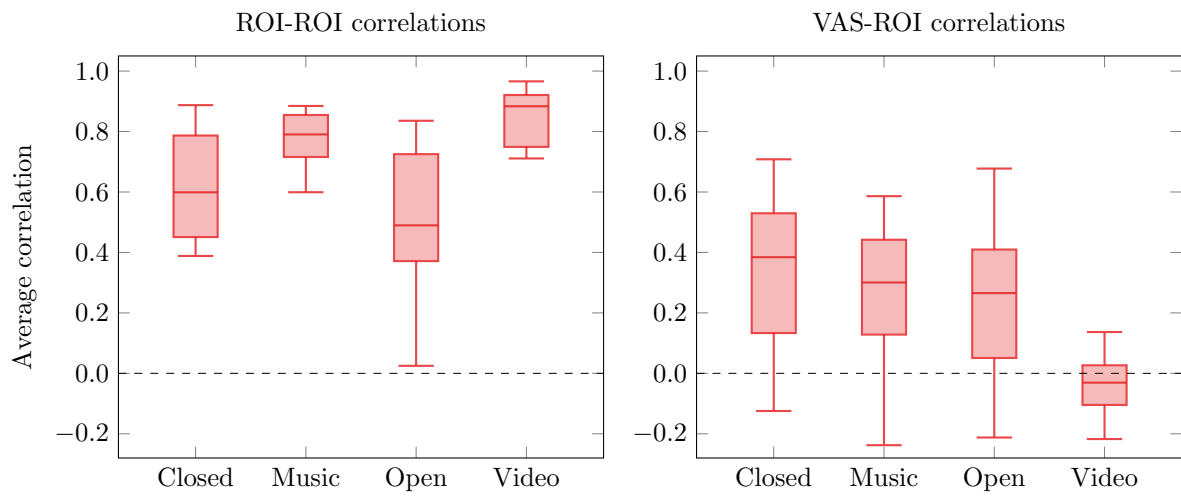 ROI-ROI correlations
VAS-ROI correlations
Average correlation
1.0
0.8
0.6
0.4
0.2
0.0
−0.2
Closed Music Open Video
1.0
0.8
0.6
0.4
0.2
0.0
−0.2
Closed Music Open Video